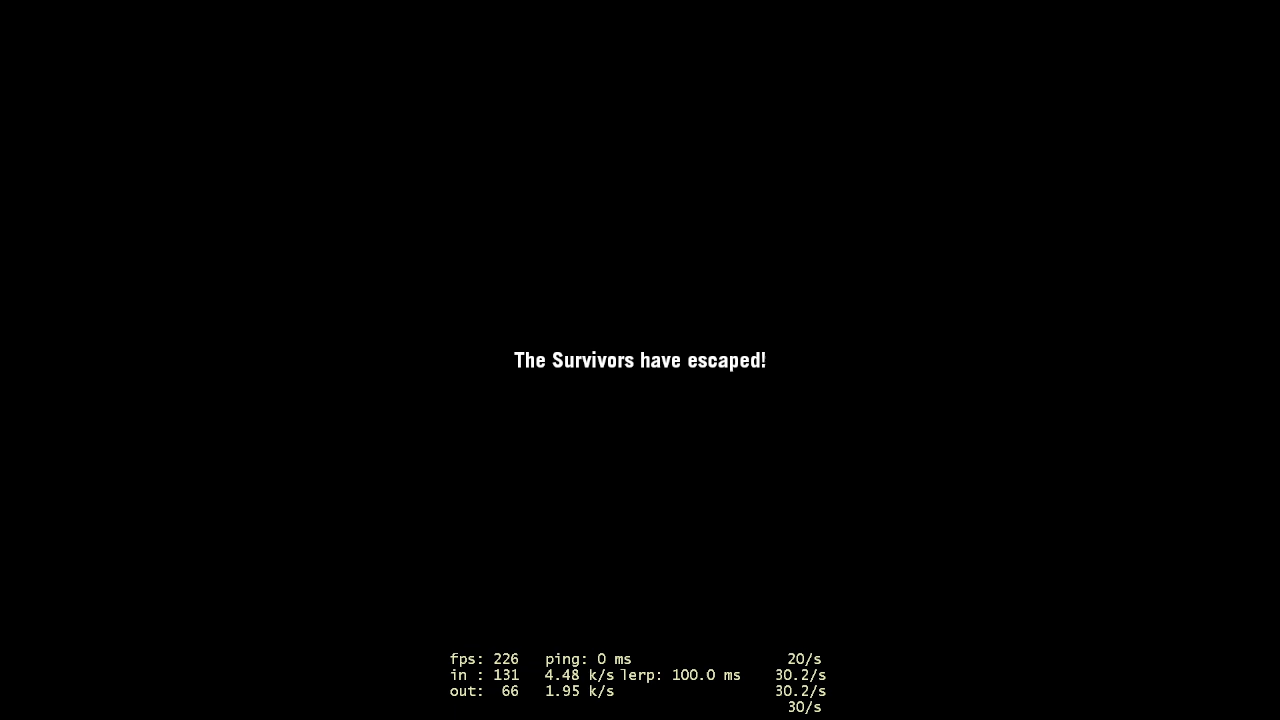 The Survivors have escaped!
fps: 226 ping: 0 ms 20/s
in : 131 4.48 k/s lerp: 100.0 ms 30.2/s
out: 66 1.95 k/s 30.2/s
30/s